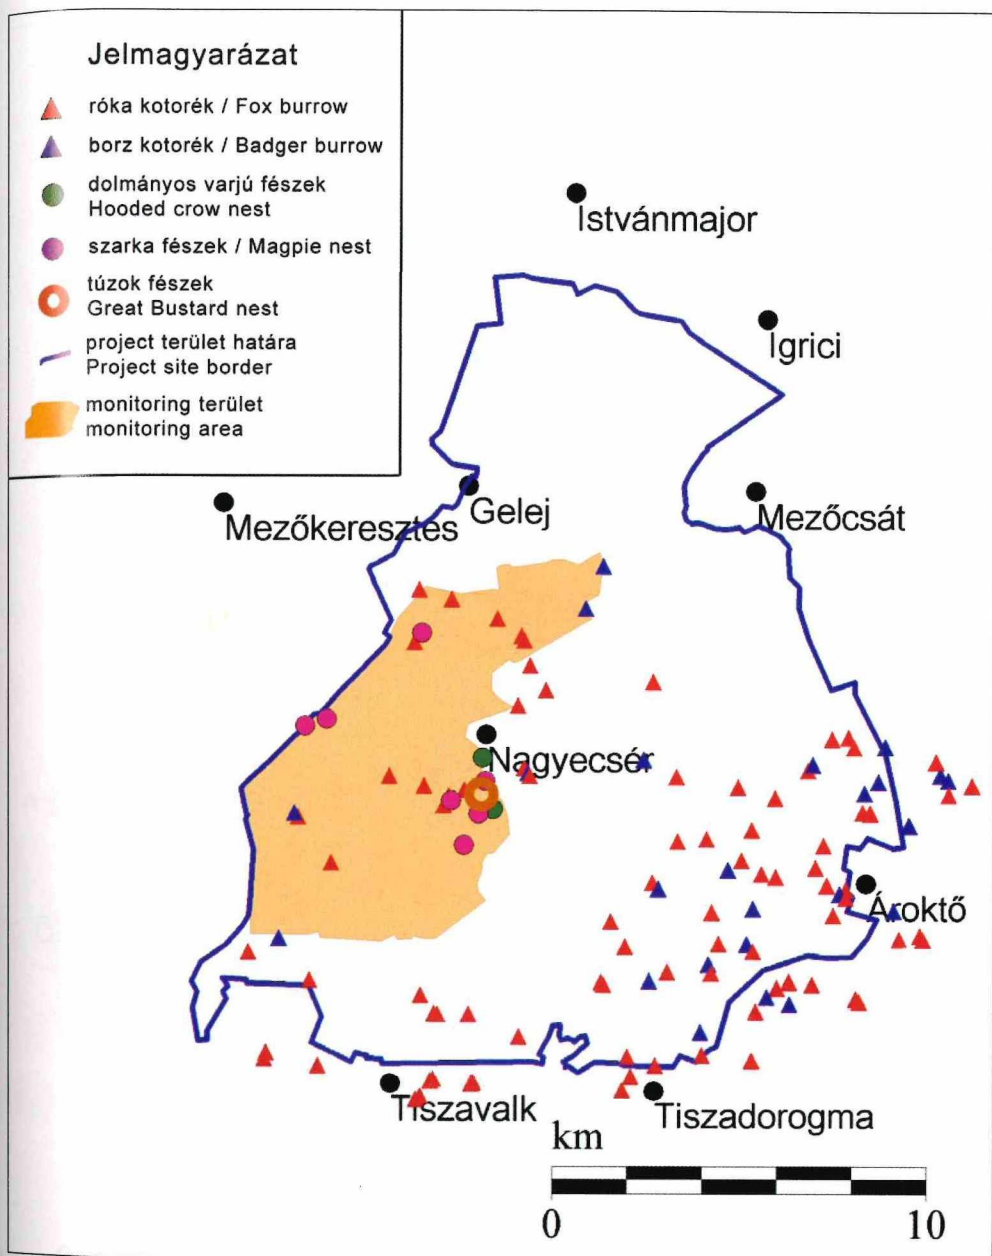 Jelmagyarázat
róka kotorék / Fox burrow
borz kotorék / Badger burrow
dolmányos varjú fészek
Hooded crow nest
szarka fészek / Magpie nest
túzok fészek
Great Bustard nest
project terület határa
Project site border
monitoring terület
monitoring area
Istvánmajor
Igrici
Gelej
Mezőkeresztes
Mezőcsát
Nagyecsér
Ároktő
Tiszavalk
Tiszadorogma
km
0
10